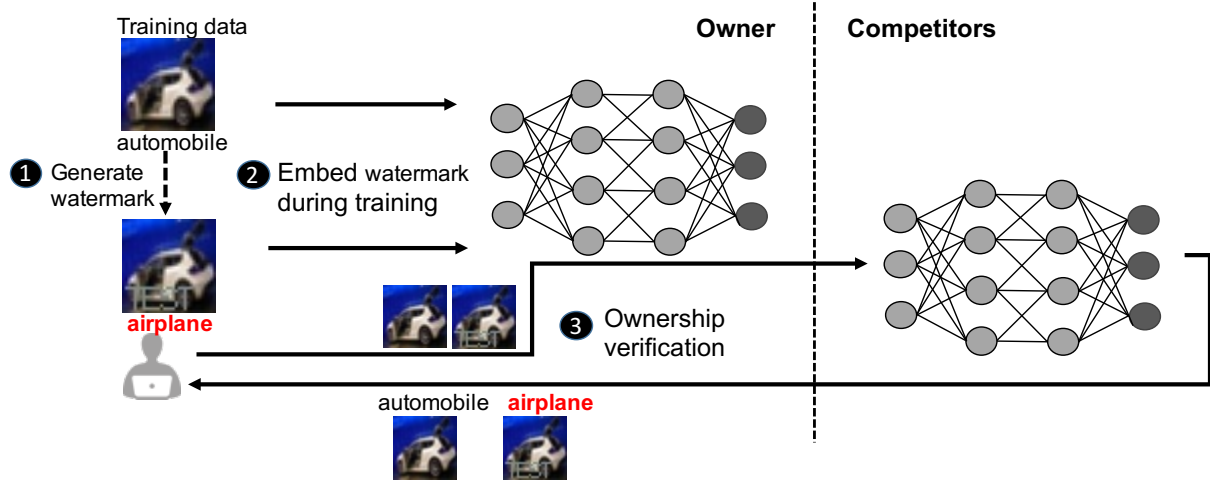 Training data
Owner
Competitors
automobile
1 Generate
watermark
2 Embed watermark
during training
TEST
airplane
TEST
3 Ownership
verification
automobile airplane
TEST